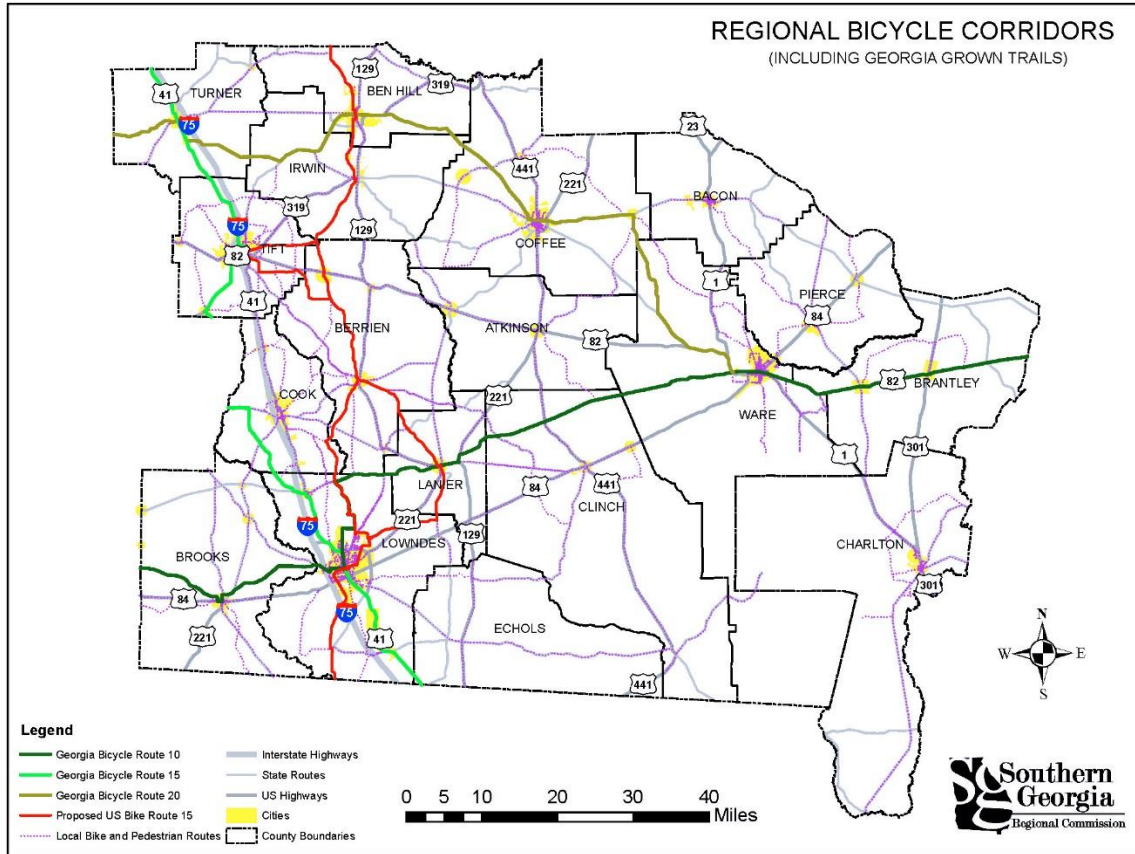 REGIONAL BICYCLE CORRIDORS
(INCLUDING GEORGIA GROWN TRAILS)
129
BEN HILL
319
41
TURNER
75
23
IRWIN
441
221
BACON
319
75
129
COFFEE
82
TIFT
1
PIERCE
41
84
BERRIEN
ATKINSON
82
82
BRANTLEY
COOK
221
WARE
1
301
LANIER
84
441
CLINCH
75
221
129
LOWNDES
BROOKS
CHARLTON
84
301
221
75
41
ECHOLS
441
N
W E
S
Legend
Georgia Bicycle Route 10
Georgia Bicycle Route 15
Georgia Bicycle Route 20
Proposed US Bike Route 15
Local Bike and Pedestrian Routes
Interstate Highways
State Routes
US Highways
Cities
County Boundaries
0 5 10 20 30 40
Miles
SG Southern
Georgia
Regional Commission